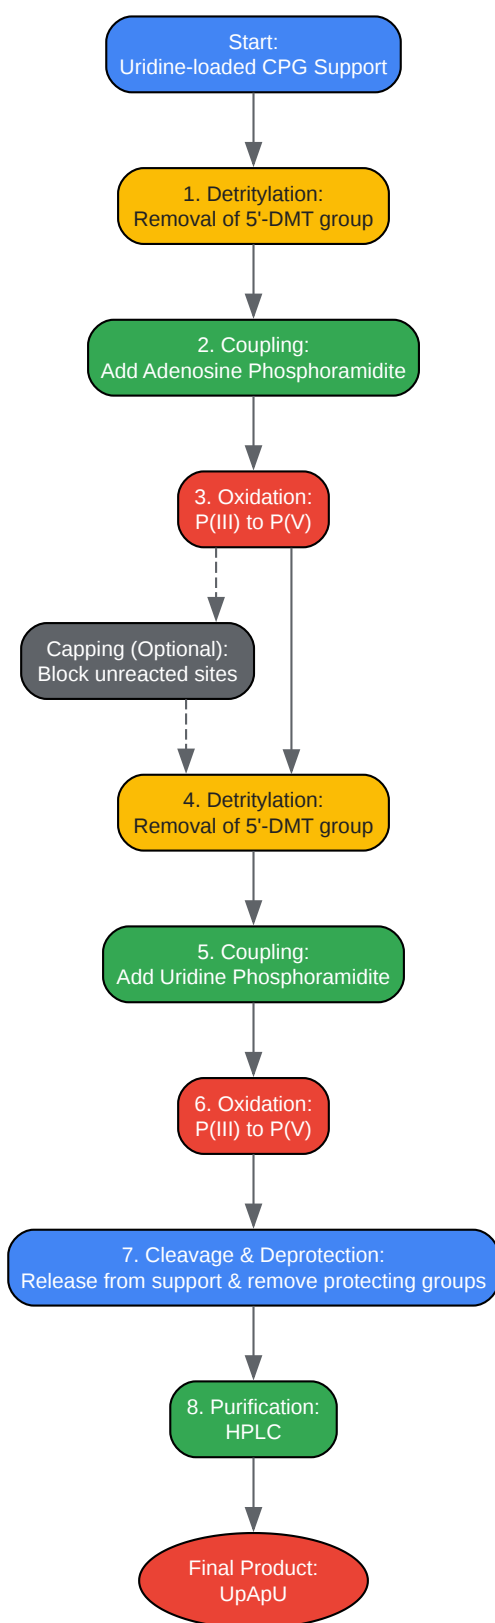 Start:
Uridine-loaded CPG Support
1. Detritylation:
Removal of 5'-DMT group
2. Coupling:
Add Adenosine Phosphoramidite
3. Oxidation:
P(III) to P(V)
Capping (Optional):
Block unreacted sites
4. Detritylation:
Removal of 5'-DMT group
5. Coupling:
Add Uridine Phosphoramidite
6. Oxidation:
P(III) to P(V)
7. Cleavage & Deprotection:
Release from support & remove protecting groups
8. Purification:
HPLC
Final Product:
UpApU